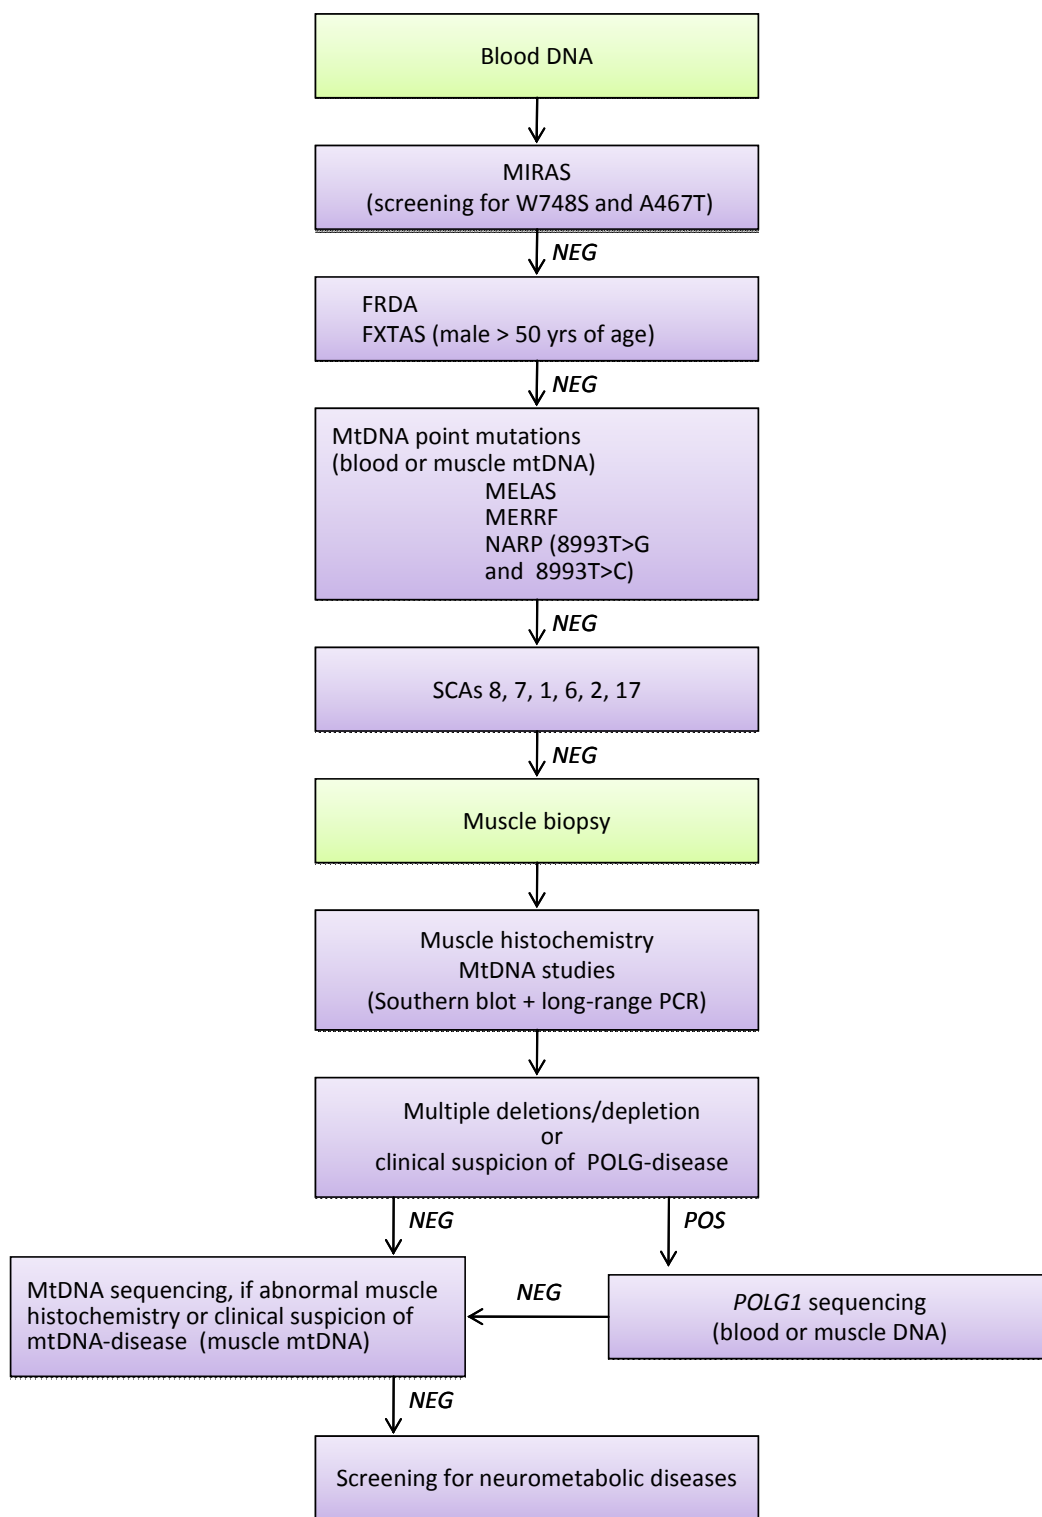 Blood DNA
MIRAS
(screening for W748S and A467T)
NEG
FRDA
FXTAS (male > 50 yrs of age)
NEG
MtDNA point mutations
(blood or muscle mtDNA)
MELAS
MERRF
NARP (8993T>G
and 8993T>C)
NEG
SCAs 8, 7, 1, 6, 2, 17
NEG
Muscle biopsy
Muscle histochemistry
MtDNA studies
(Southern blot + long-range PCR)
Multiple deletions/depletion
or
clinical suspicion of POLG-disease
NEG
POS
MtDNA sequencing, if abnormal muscle
histochemistry or clinical suspicion of
mtDNA-disease (muscle mtDNA)
NEG
POLG1 sequencing
(blood or muscle DNA)
NEG
Screening for neurometabolic diseases